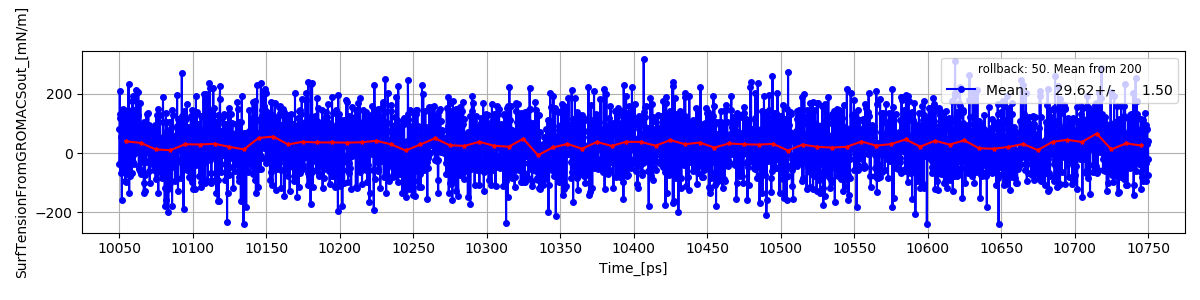 SurfTensionFromGROMACSout_[mN/m]
200
0
−200
rollback: 50. Mean from 200
Mean: 29.62+/- 1.50
10050 10100 10150 10200 10250 10300 10350 10400 10450 10500 10550 10600 10650 10700 10750
Time_[ps]